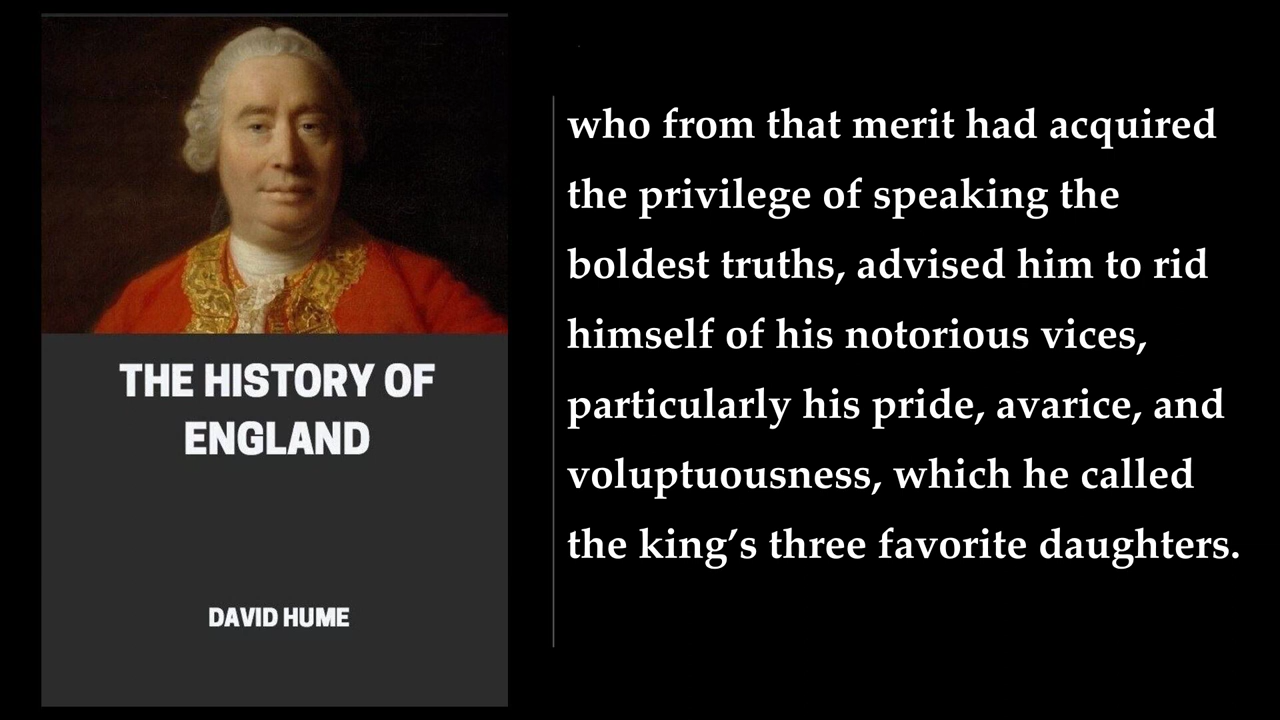 THE HISTORY OF
ENGLAND
DAVID HUME
who from that merit had acquired
the privilege of speaking the
boldest truths, advised him to rid
himself of his notorious vices,
particularly his pride, avarice, and
voluptuousness, which he called
the king’s three favorite daughters.